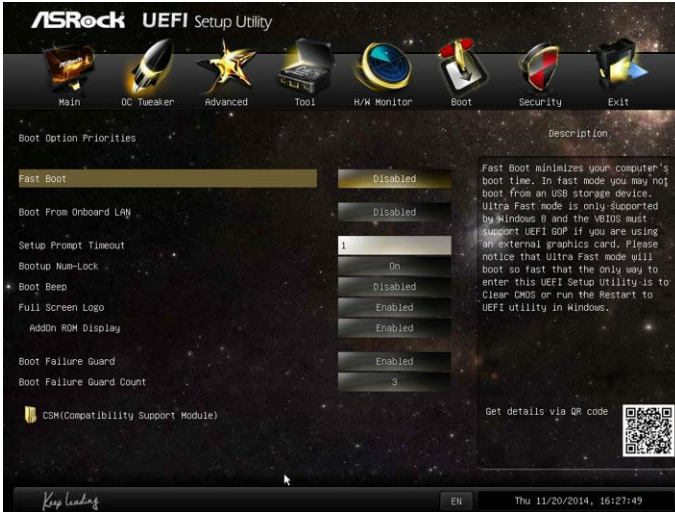 ASRock UEFI Setup Utility
Main OC Tweaker Advanced Tool H/W Monitor Boot Security Exit
Boot Option Priorities
Fast Boot Disabled
Boot From Onboard LAN Disabled
Setup Prompt Timeout 1
Bootup Num-Lock On
Boot Beep Disabled
Full Screen Logo Enabled
AddOn ROM Display Enabled
Boot Failure Guard Enabled
Boot Failure Guard Count 3
CSM(Compatibility Support Module)
Description
Fast Boot minimizes your computer's
boot time. In fast mode you may not
boot from an USB storage device.
Ultra Fast mode is only supported
by Windows 8 and the VBIOS must
support UEFI GOP if you are using
an external graphics card. Please
notice that Ultra Fast mode will
boot so fast that the only way to
enter this UEFI Setup Utility is to
Clear CMOS or run the Restart to
UEFI utility in Windows.
Get details via QR code
Keep Leading
EN
Thu 11/20/2014, 16:27:49